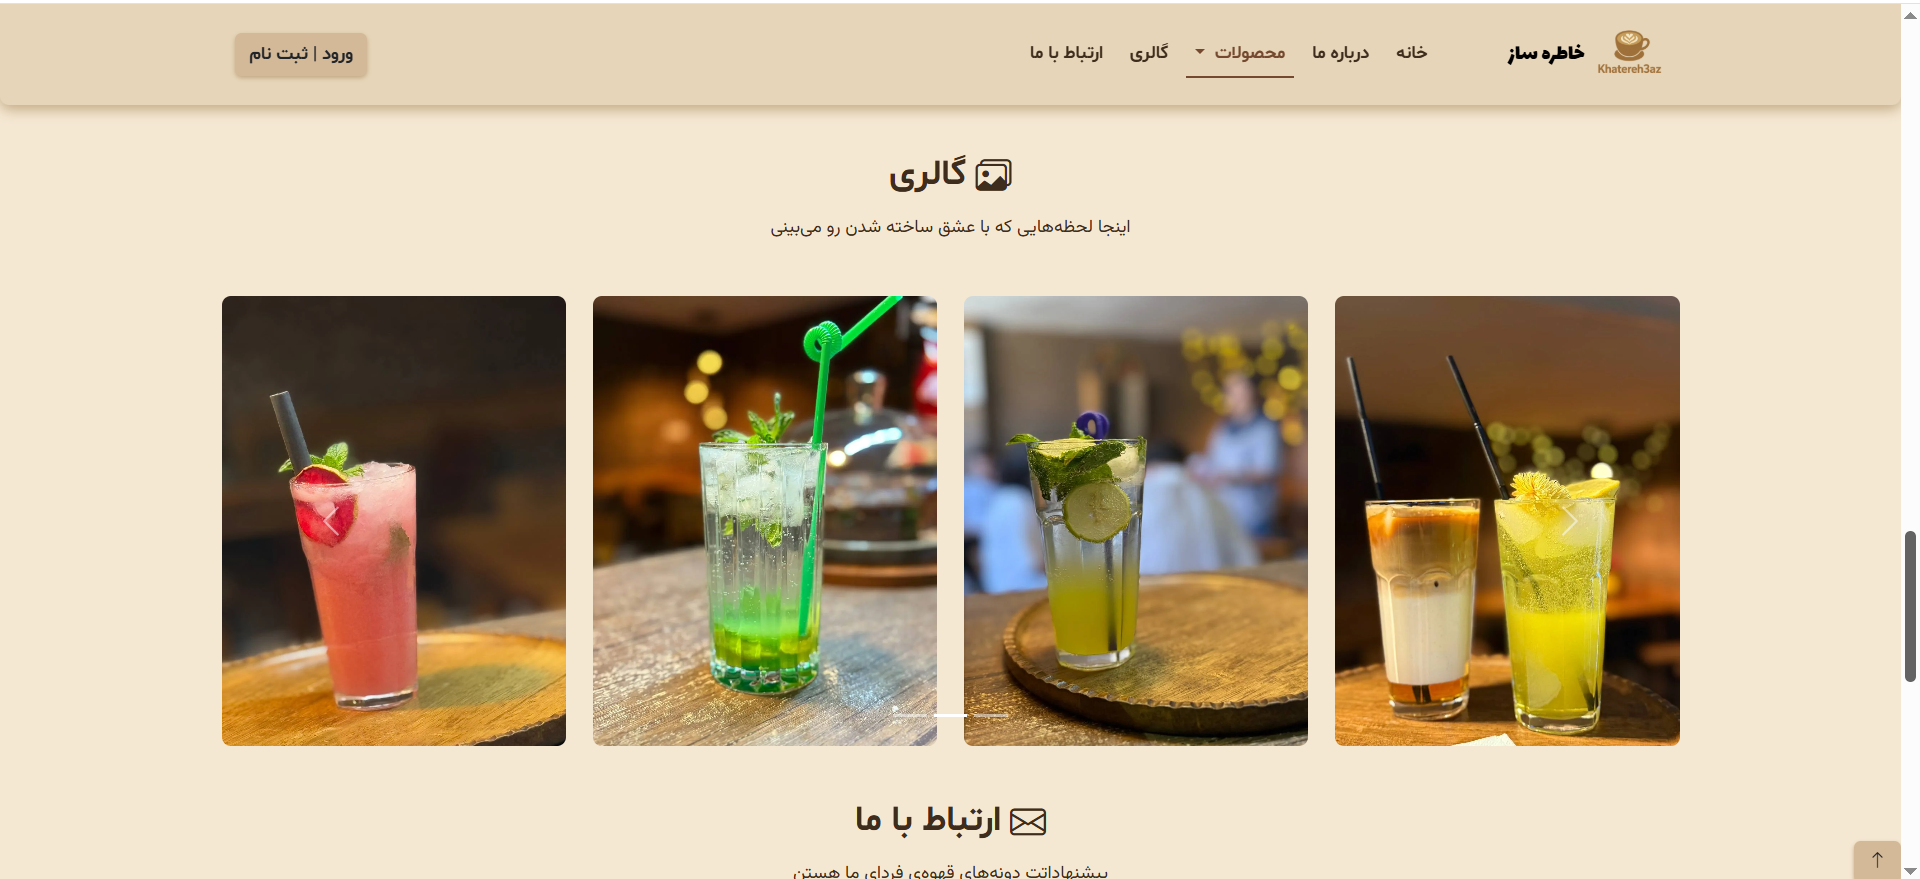 Khatereh3az
خاطره ساز
خانه
درباره ما
محصولات
گالری
ارتباط با ما
ورود | ثبت نام
گالری
اینجا لحظه‌هایی که با عشق ساخته شدن رو می‌بینی
ارتباط با ما
پیشنهاداتت دونه‌های قهوه‌ی فردای ما هستن